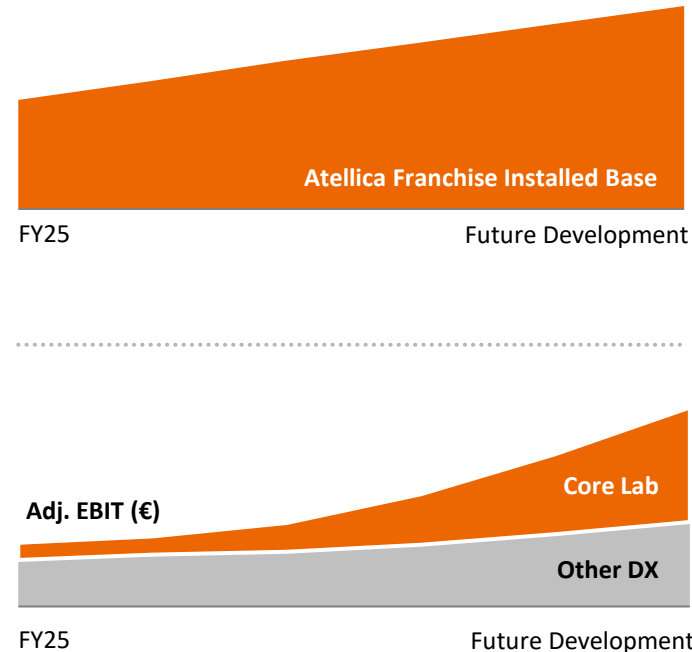 Atellica Franchise Installed Base
FY25
Future Development
Adj. EBIT (€)
Core Lab
Other DX
FY25
Future Development